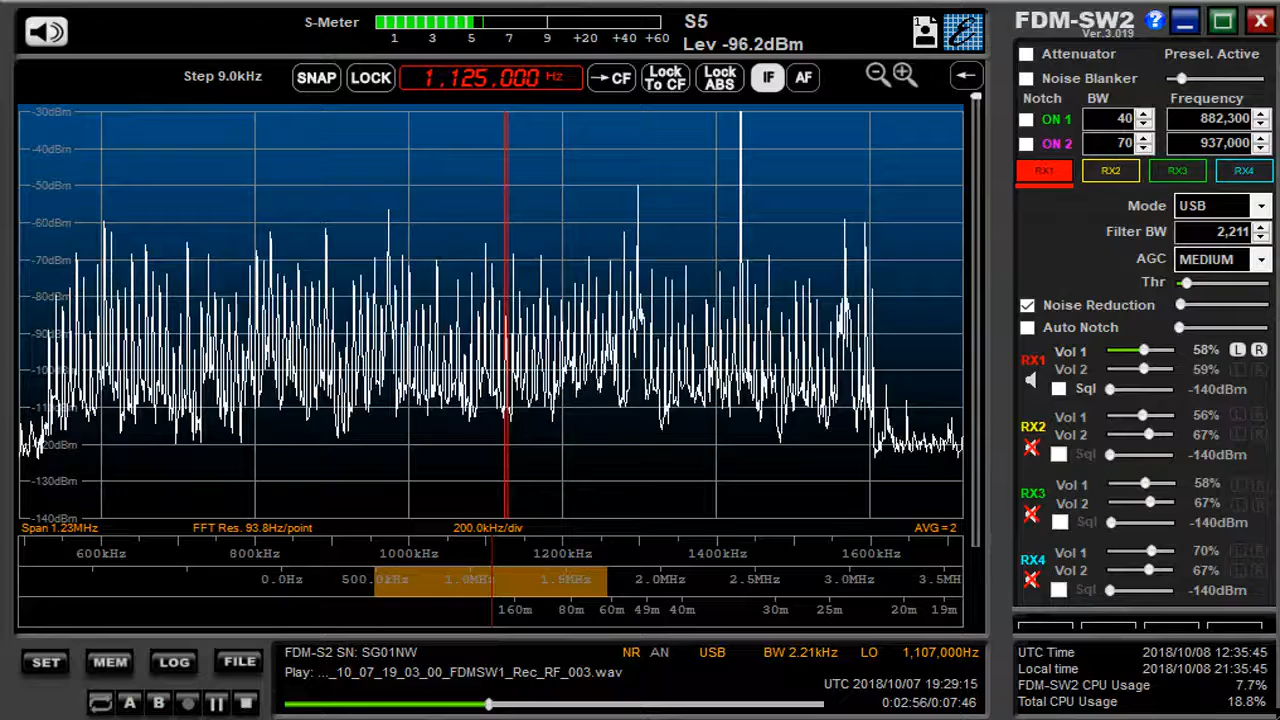 S-Meter
1 3 5 7 9 +20 +40 +60
S5
Lev -96.2dBm
FDM-SW2
Ver.3.019
?
X
Step 9.0kHz
SNAP
LOCK
1.125.000 Hz
→CF
Lock To CF
Lock ABS
IF
AF
-30dBm
-40dBm
-50dBm
-60dBm
-70dBm
-80dBm
-90dBm
-100dBm
-110dBm
-120dBm
-130dBm
-140dBm
Span 1.23MHz
FFT Res. 93.8Hz/point
200.0kHz/div
AVG = 2
600kHz 800kHz 1000kHz 1200kHz 1400kHz 1600kHz
0.0Hz 500.0kHz 1.0MHz 1.5MHz 2.0MHz 2.5MHz 3.0MHz 3.5MH
160m 80m 60m 49m 40m 30m 25m 20m 19m
Attenuator
Presel. Active
Noise Blanker
Notch BW Frequency
ON 1 40 882,300
ON 2 70 937,000
RX1 RX2 RX3 RX4
Mode USB
Filter BW 2,211
AGC MEDIUM
Thr
Noise Reduction
Auto Notch
RX1
Vol 1 58% L R
Vol 2 59% L R
Sql -140dBm
RX2
Vol 1 56% L R
Vol 2 67% L R
Sql -140dBm
RX3
Vol 1 58% L R
Vol 2 67% L R
Sql -140dBm
RX4
Vol 1 70% L R
Vol 2 67% L R
Sql -140dBm
SET
MEM
LOG
FILE
A
B
FDM-S2 SN: SG01NW
NR AN USB BW 2.21kHz LO 1,107,000Hz
Play: ..._10_07_19_03_00_FDMSW1_Rec_RF_003.wav
UTC 2018/10/07 19:29:15
0:02:56/0:07:46
UTC Time 2018/10/08 12:35:45
Local time 2018/10/08 21:35:45
FDM-SW2 CPU Usage 7.7%
Total CPU Usage 18.8%